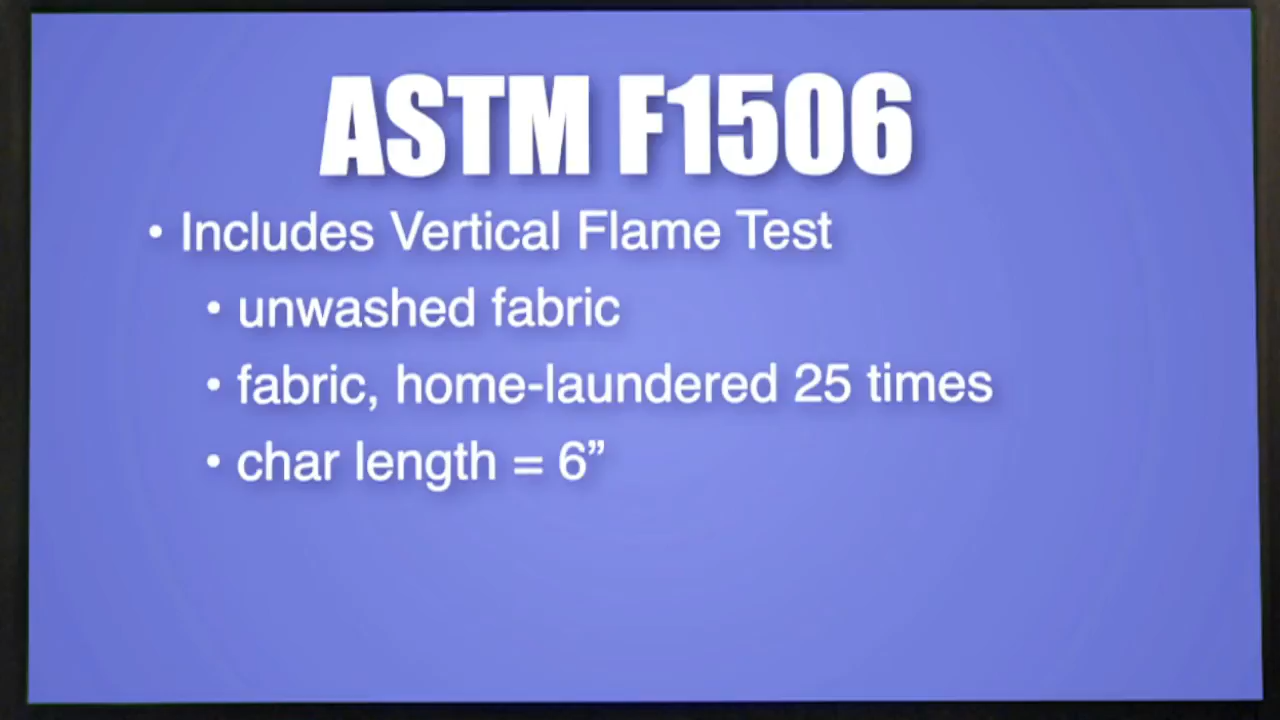 ASTM F1506
• Includes Vertical Flame Test
• unwashed fabric
• fabric, home-laundered 25 times
• char length = 6”